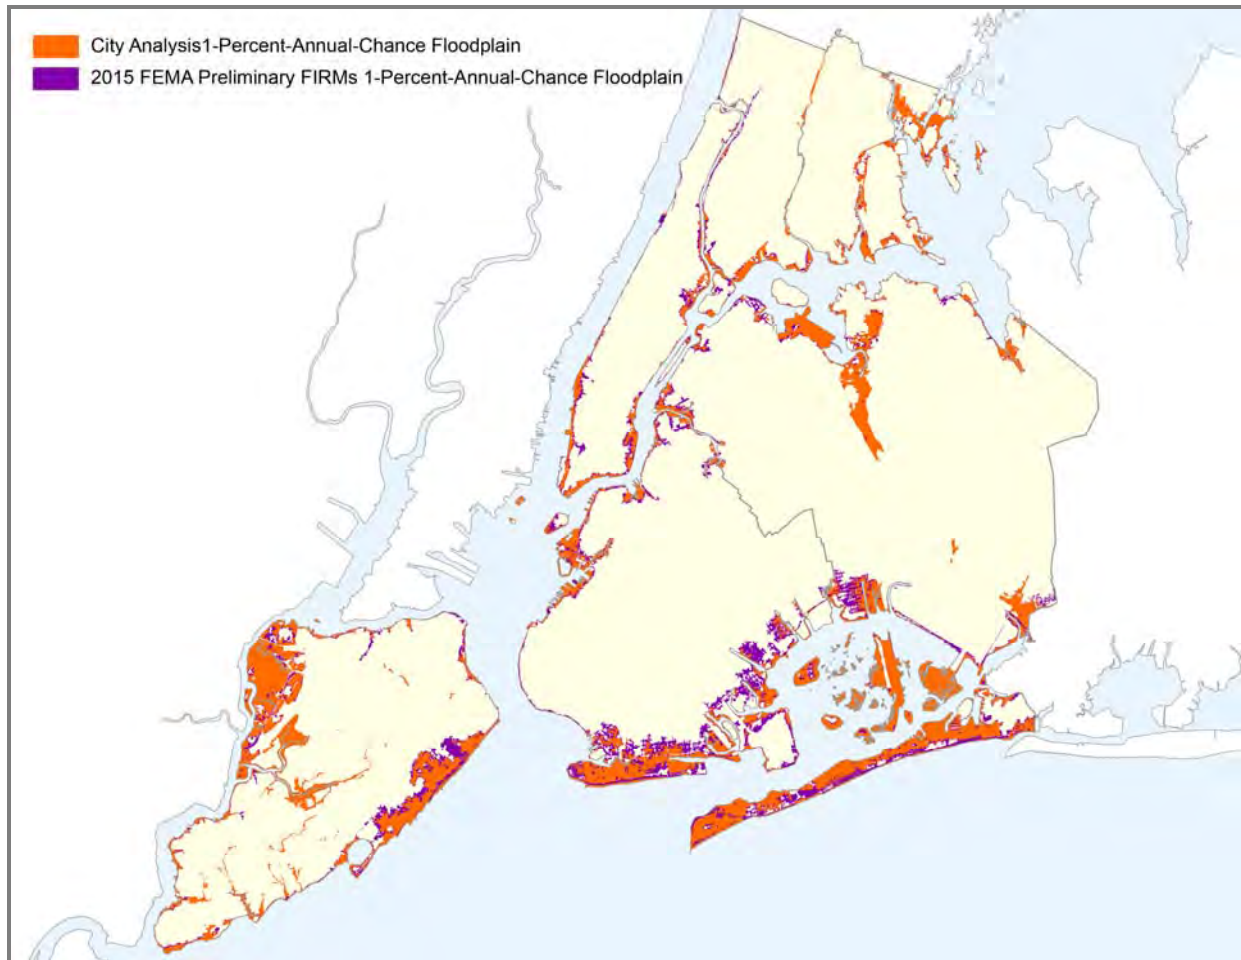 City Analysis1-Percent-Annual-Chance Floodplain
2015 FEMA Preliminary FIRMs 1-Percent-Annual-Chance Floodplain